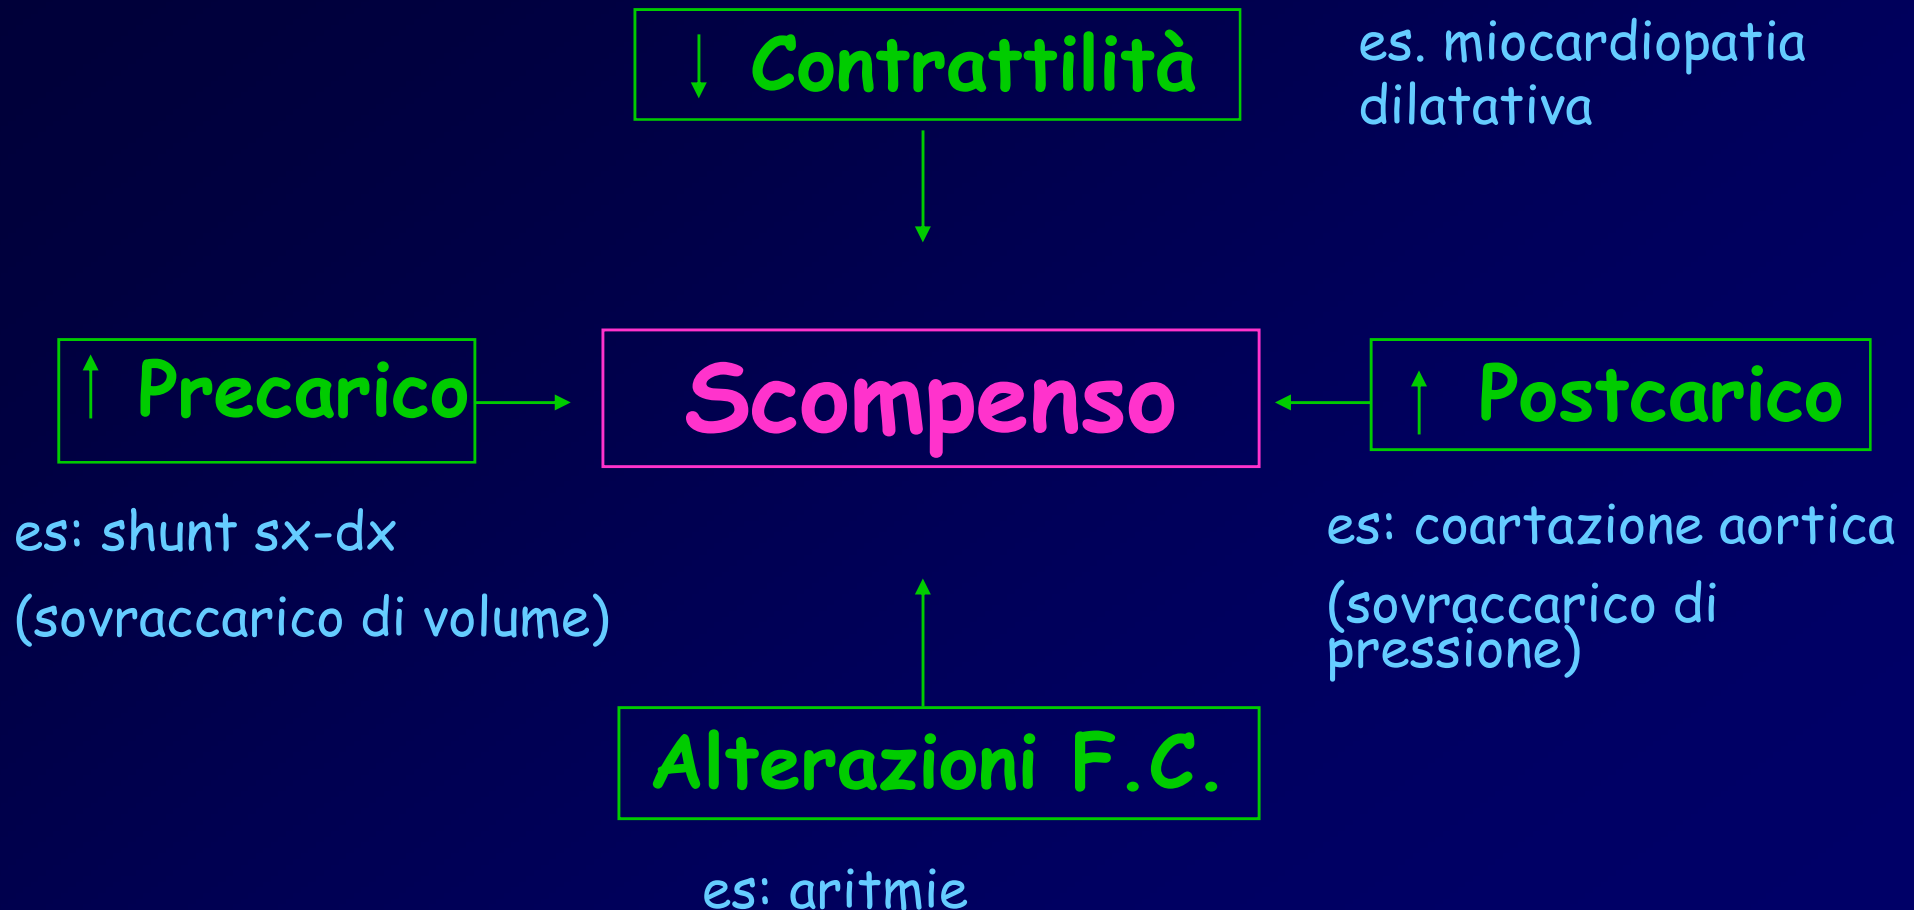 Contrattilità
es. miocardiopatia
dilatativa
Precarico
Scompenso
Postcarico
es: shunt sx-dx
(sovraccarico di volume)
es: coartazione aortica
(sovraccarico di
pressione)
Alterazioni F.C.
es: aritmie